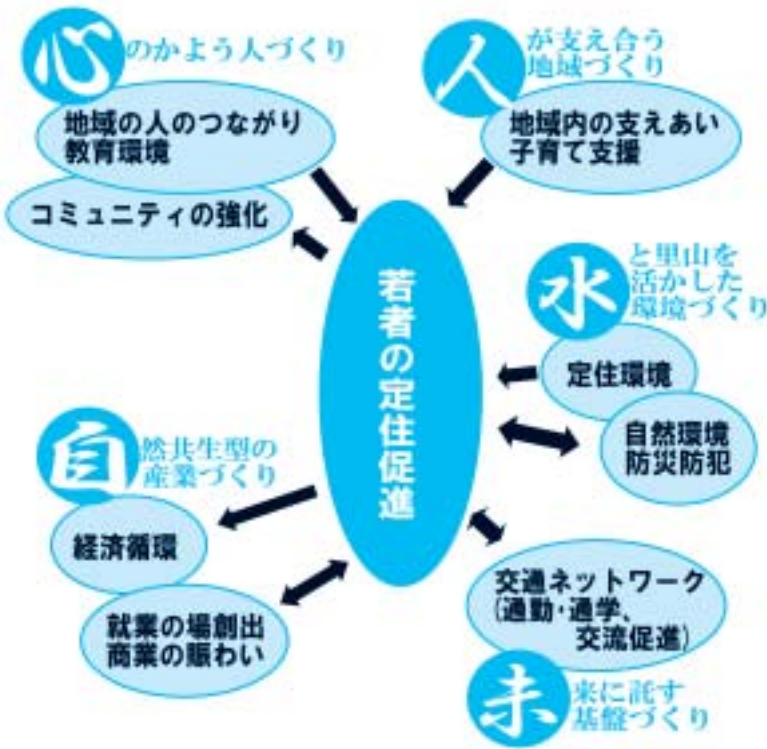 心のかよう人づくり
地域の人のつながり
教育環境
コミュニティの強化
人が支え合う
地域づくり
地域内の支えあい
子育て支援
若者の定住促進
水と里山を
活かした
環境づくり
定住環境
自然環境
防災防犯
自然共生型の
産業づくり
経済循環
就業の場創出
商業の賑わい
交通ネットワーク
(通勤・通学、
交流促進)
未来に託す
基盤づくり